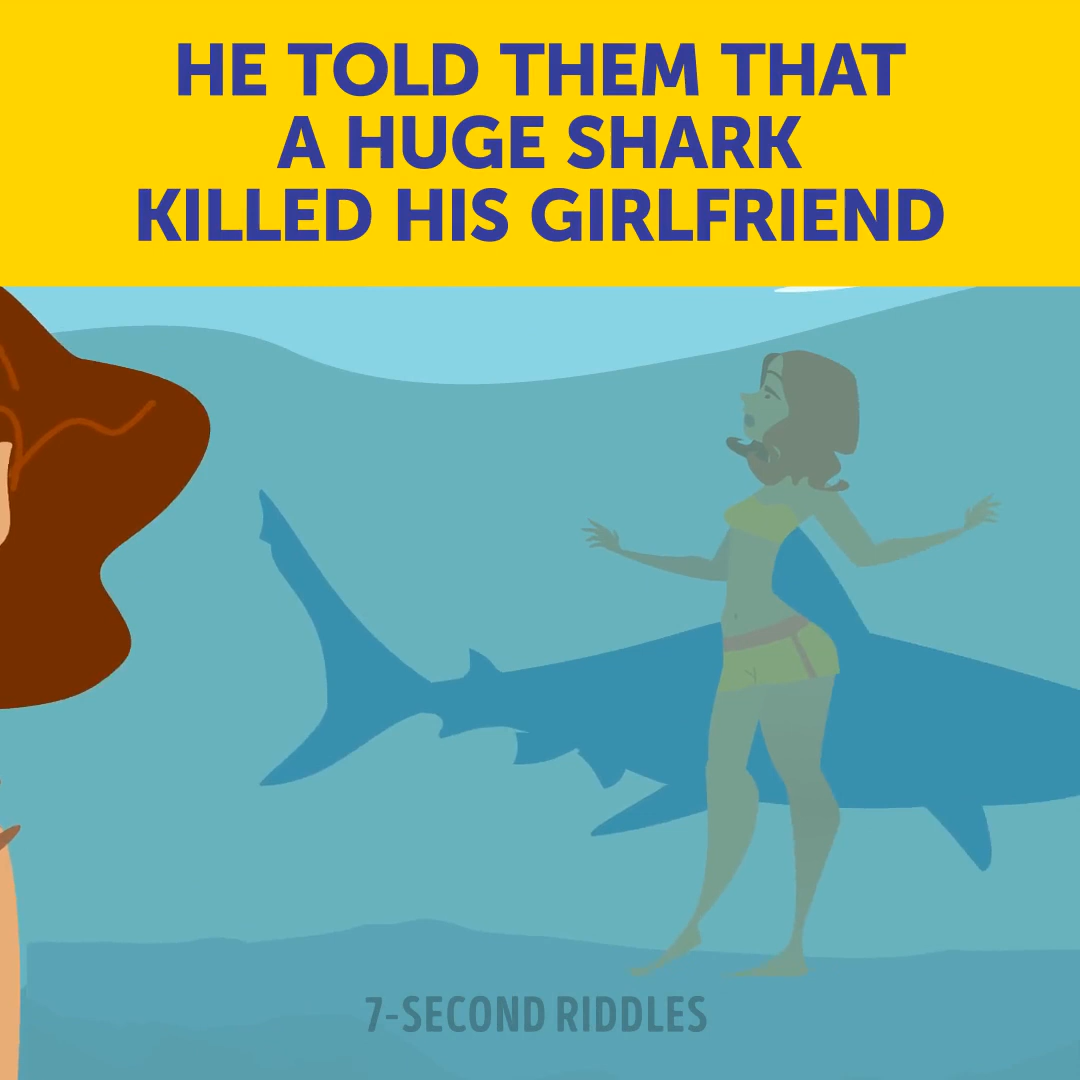 HE TOLD THEM THAT
A HUGE SHARK
KILLED HIS GIRLFRIEND
7-SECOND RIDDLES